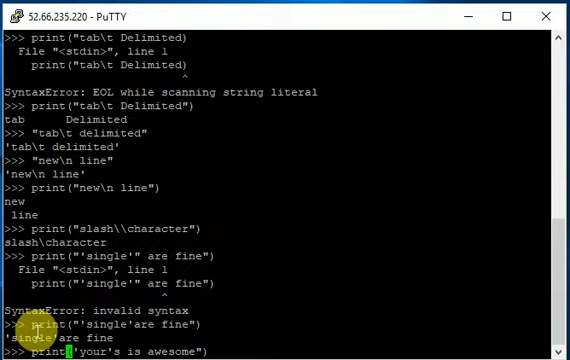 52.66.235.220 - PuTTY
>>> print("tab\t Delimited)
  File "<stdin>", line 1
    print("tab\t Delimited)
                          ^
SyntaxError: EOL while scanning string literal
>>> print("tab\t Delimited")
tab      Delimited
>>> "tab\t delimited"
'tab\t delimited'
>>> "new\n line"
'new\n line'
>>> print("new\n line")
new
 line
>>> print("slash\\character")
slash\character
>>> print("'single'" are fine")
  File "<stdin>", line 1
    print("'single'" are fine")
                       ^
SyntaxError: invalid syntax
>>> print("'single'are fine")
'single'are fine
>>> print('your's is awesome")